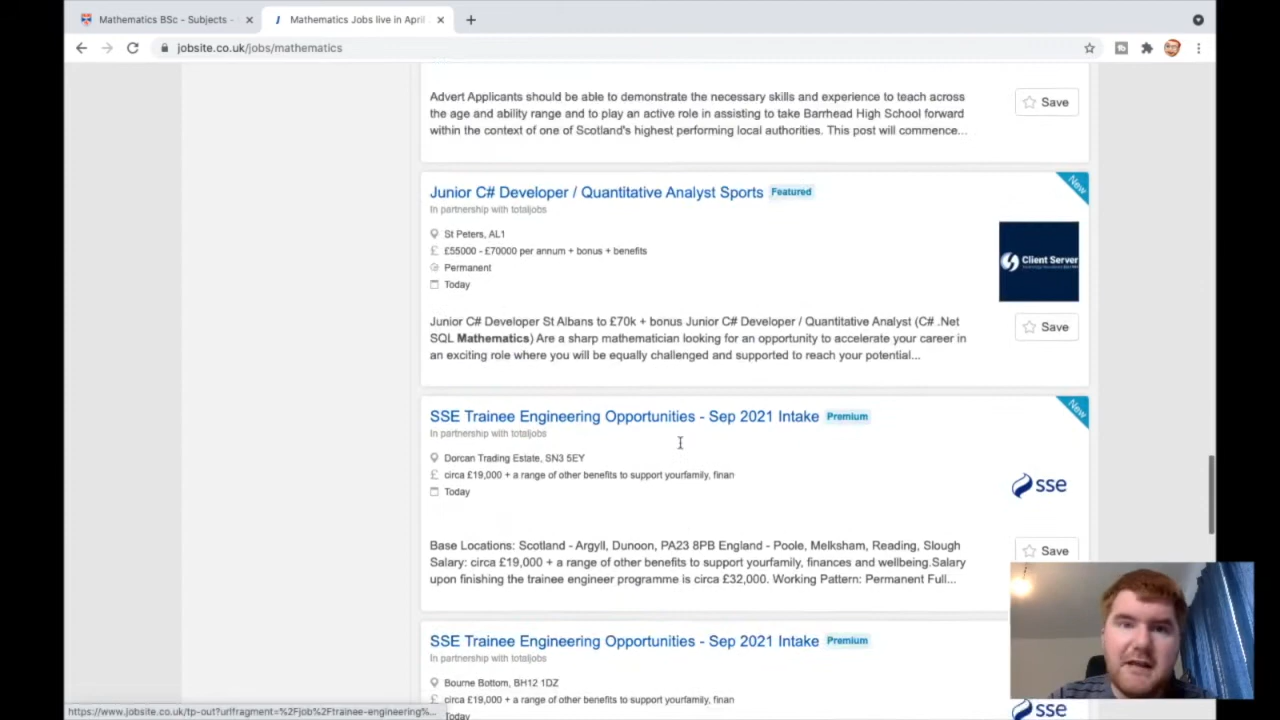 Mathematics BSc - Subjects -
Mathematics Jobs live in April
jobsite.co.uk/jobs/mathematics
Advert Applicants should be able to demonstrate the necessary skills and experience to teach across
the age and ability range and to play an active role in assisting to take Barrhead High School forward
within the context of one of Scotland's highest performing local authorities. This post will commence...
Save
Junior C# Developer / Quantitative Analyst Sports Featured
New
In partnership with totaljobs
St Peters, AL1
£55000 - £70000 per annum + bonus + benefits
Permanent
Today
Client Server
Junior C# Developer St Albans to £70k + bonus Junior C# Developer / Quantitative Analyst (C# .Net
SQL Mathematics) Are a sharp mathematician looking for an opportunity to accelerate your career in
an exciting role where you will be equally challenged and supported to reach your potential...
Save
SSE Trainee Engineering Opportunities - Sep 2021 Intake Premium
New
In partnership with totaljobs
Dorcan Trading Estate, SN3 5EY
£ circa £19,000 + a range of other benefits to support yourfamily, finan
Today
sse
Base Locations: Scotland - Argyll, Dunoon, PA23 8PB England - Poole, Melksham, Reading, Slough
Salary: circa £19,000 + a range of other benefits to support yourfamily, finances and wellbeing.Salary
upon finishing the trainee engineer programme is circa £32,000. Working Pattern: Permanent Full...
Save
SSE Trainee Engineering Opportunities - Sep 2021 Intake Premium
In partnership with totaljobs
Bourne Bottom, BH12 1DZ
£ circa £19,000 + a range of other benefits to support yourfamily, finan
Today
sse
https://www.jobsite.co.uk/tp-out?urlfragment=%2Fjob%2Ftrainee-engineering%...